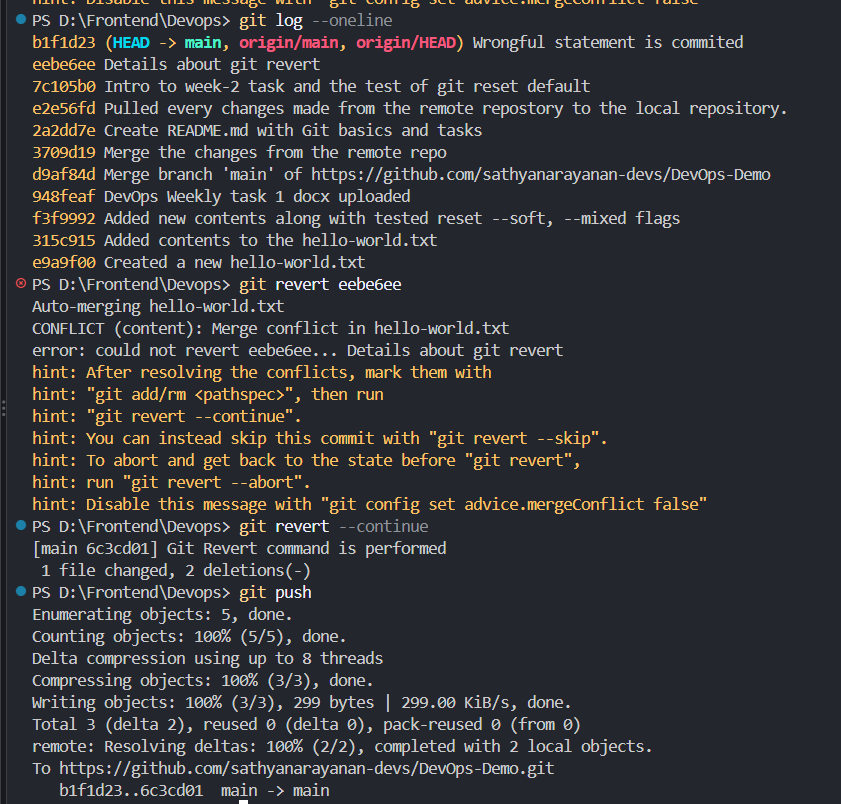 hint: Disable this message with "git config set advice.mergeConflict false"
PS D:\Frontend\Devops> git log --oneline
b1f1d23 (HEAD -> main, origin/main, origin/HEAD) Wrongful statement is commited
eebe6ee Details about git revert
7c105b0 Intro to week-2 task and the test of git reset default
e2e56fd Pulled every changes made from the remote repostory to the local repository.
2a2dd7e Create README.md with Git basics and tasks
3709d19 Merge the changes from the remote repo
d9af84d Merge branch 'main' of https://github.com/sathyanarayanan-devs/DevOps-Demo
948feaf DevOps Weekly task 1 docx uploaded
f3f9992 Added new contents along with tested reset --soft, --mixed flags
315c915 Added contents to the hello-world.txt
e9a9f00 Created a new hello-world.txt
PS D:\Frontend\Devops> git revert eebe6ee
Auto-merging hello-world.txt
CONFLICT (content): Merge conflict in hello-world.txt
error: could not revert eebe6ee... Details about git revert
hint: After resolving the conflicts, mark them with
hint: "git add/rm <pathspec>", then run
hint: "git revert --continue".
hint: You can instead skip this commit with "git revert --skip".
hint: To abort and get back to the state before "git revert",
hint: run "git revert --abort".
hint: Disable this message with "git config set advice.mergeConflict false"
PS D:\Frontend\Devops> git revert --continue
[main 6c3cd01] Git Revert command is performed
 1 file changed, 2 deletions(-)
PS D:\Frontend\Devops> git push
Enumerating objects: 5, done.
Counting objects: 100% (5/5), done.
Delta compression using up to 8 threads
Compressing objects: 100% (3/3), done.
Writing objects: 100% (3/3), 299 bytes | 299.00 KiB/s, done.
Total 3 (delta 2), reused 0 (delta 0), pack-reused 0 (from 0)
remote: Resolving deltas: 100% (2/2), completed with 2 local objects.
To https://github.com/sathyanarayanan-devs/DevOps-Demo.git
   b1f1d23..6c3cd01  main -> main